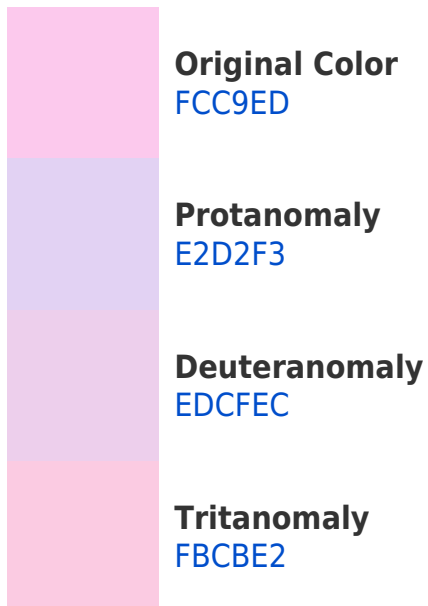 Original Color
FCC9ED
Protanomaly
E2D2F3
Deuteranomaly
EDCFEC
Tritanomaly
FBCBE2